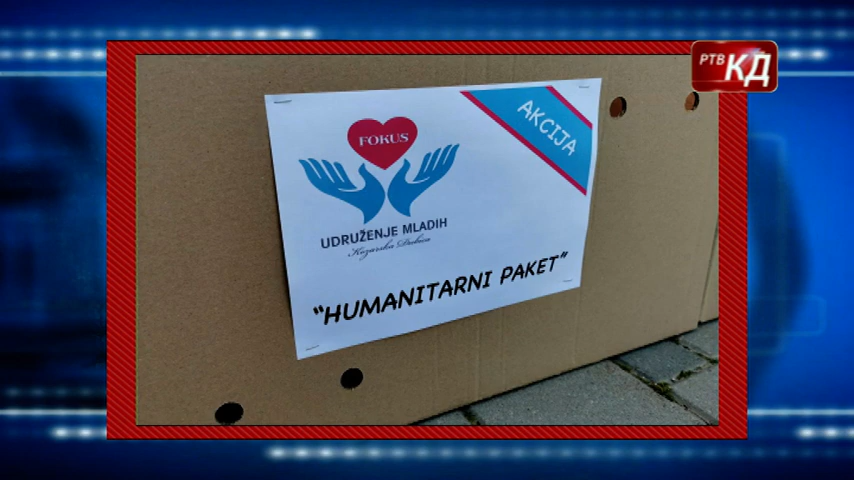 РТВ КД
AKCIJA
FOKUS
UDRUŽENJE MLADIH
Kozarska Dubica
"HUMANITARNI PAKET"